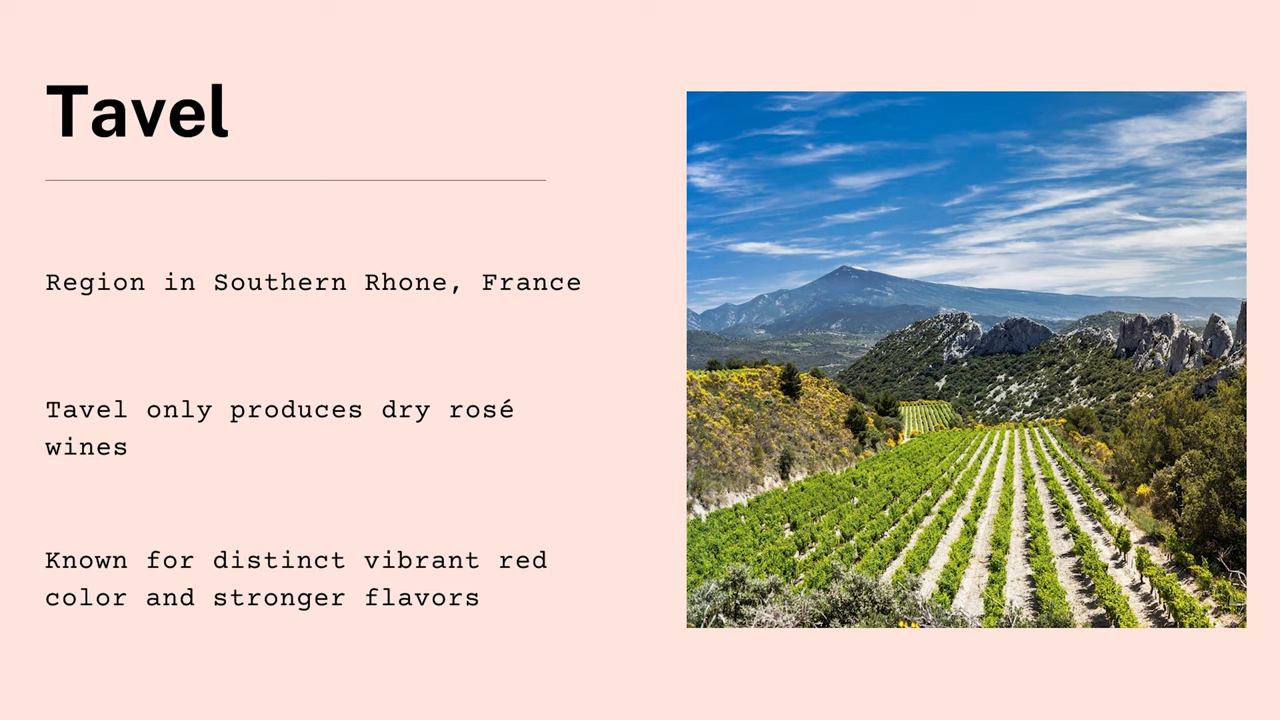 Tavel
Region in Southern Rhone, France
Tavel only produces dry rosé
wines
Known for distinct vibrant red
color and stronger flavors